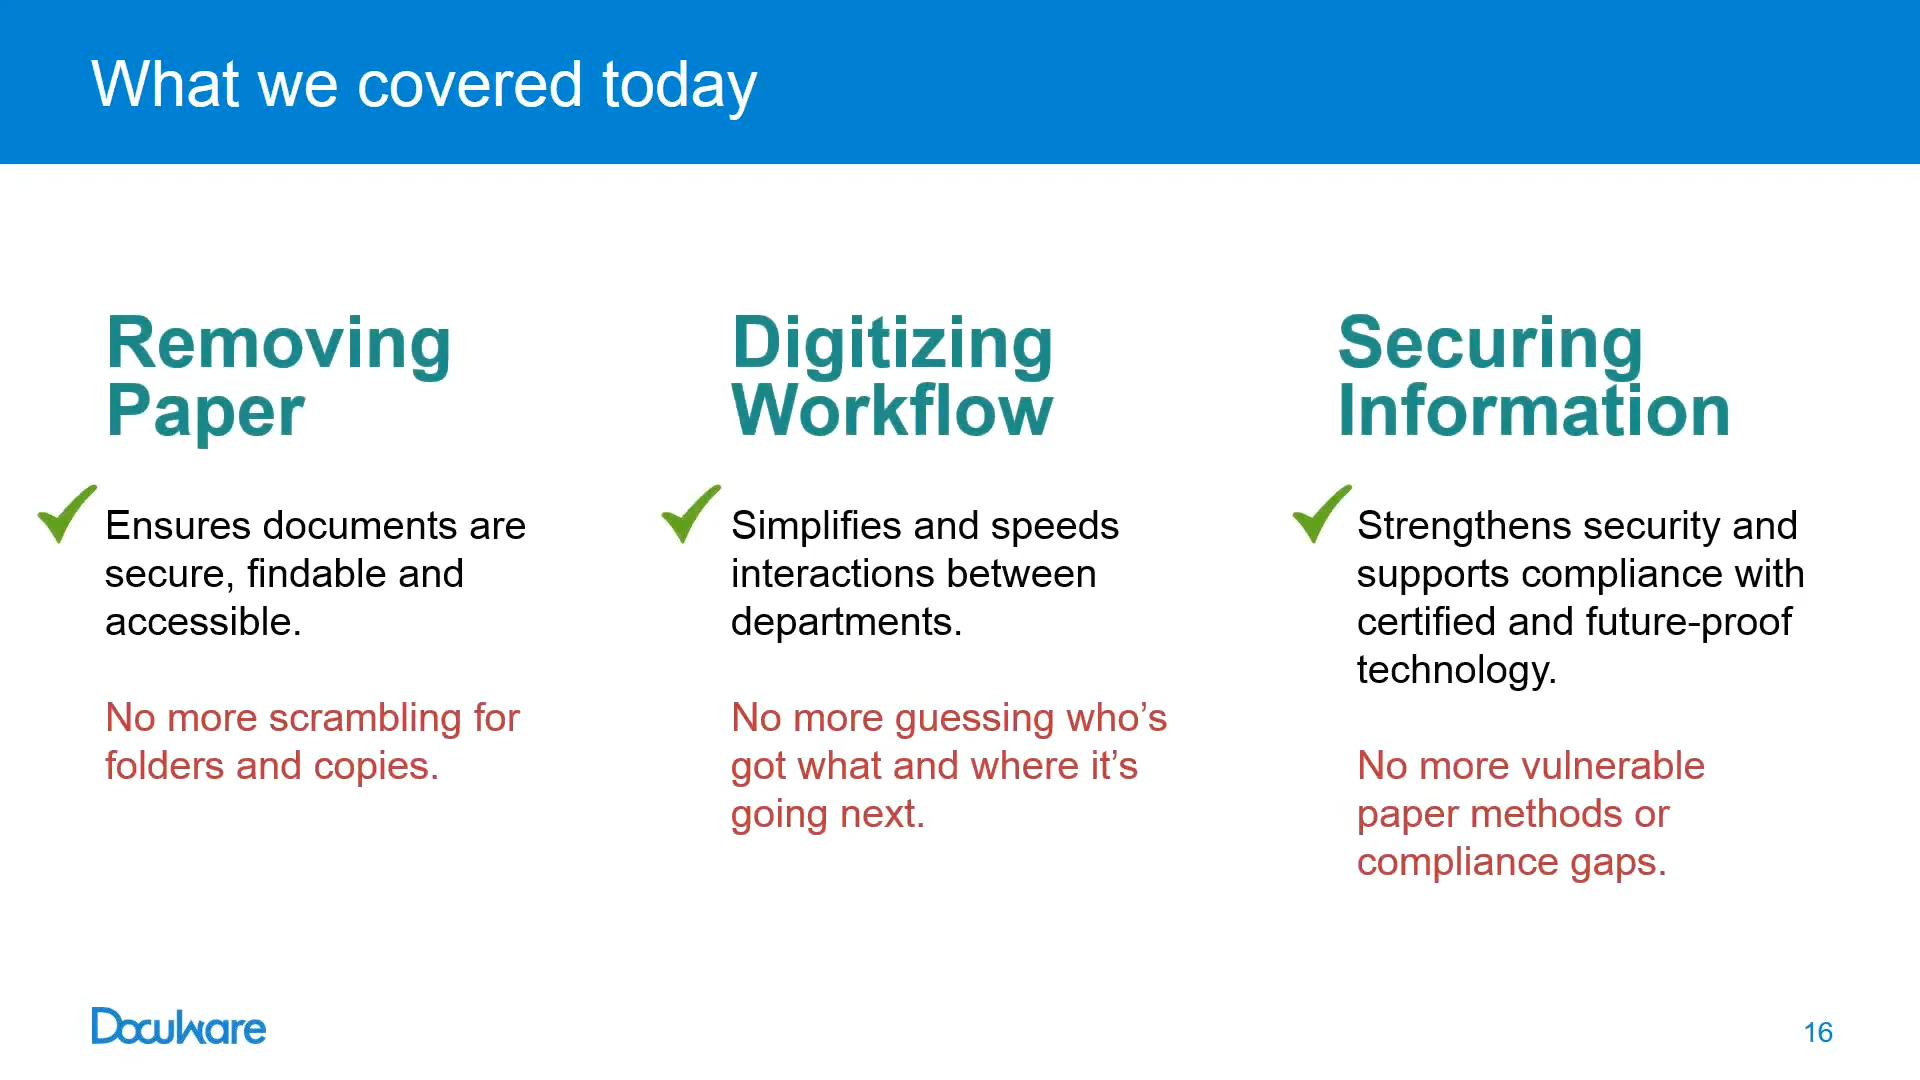 What we covered today
Removing
Paper
Ensures documents are
secure, findable and
accessible.
No more scrambling for
folders and copies.
Digitizing
Workflow
Simplifies and speeds
interactions between
departments.
No more guessing who’s
got what and where it’s
going next.
Securing
Information
Strengthens security and
supports compliance with
certified and future-proof
technology.
No more vulnerable
paper methods or
compliance gaps.
DocuWare
16